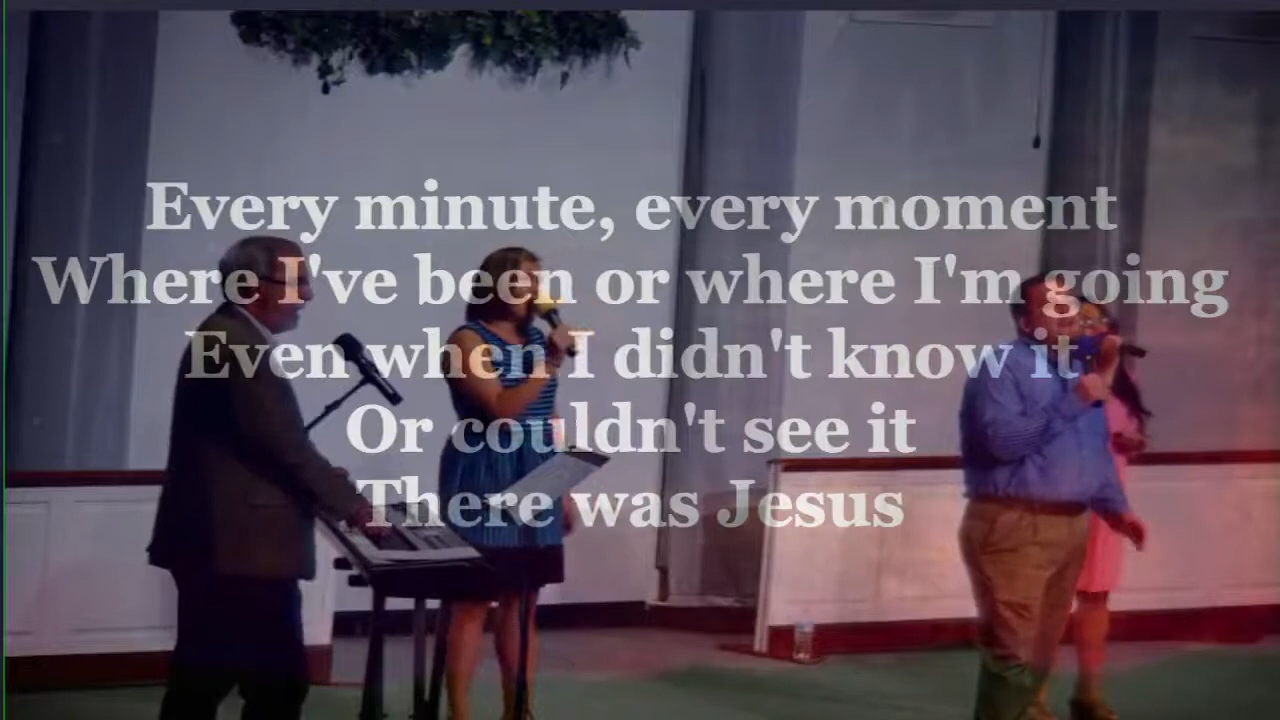 Every minute, every moment
Where I've been or where I'm going
Even when I didn't know it
Or couldn't see it
There was Jesus